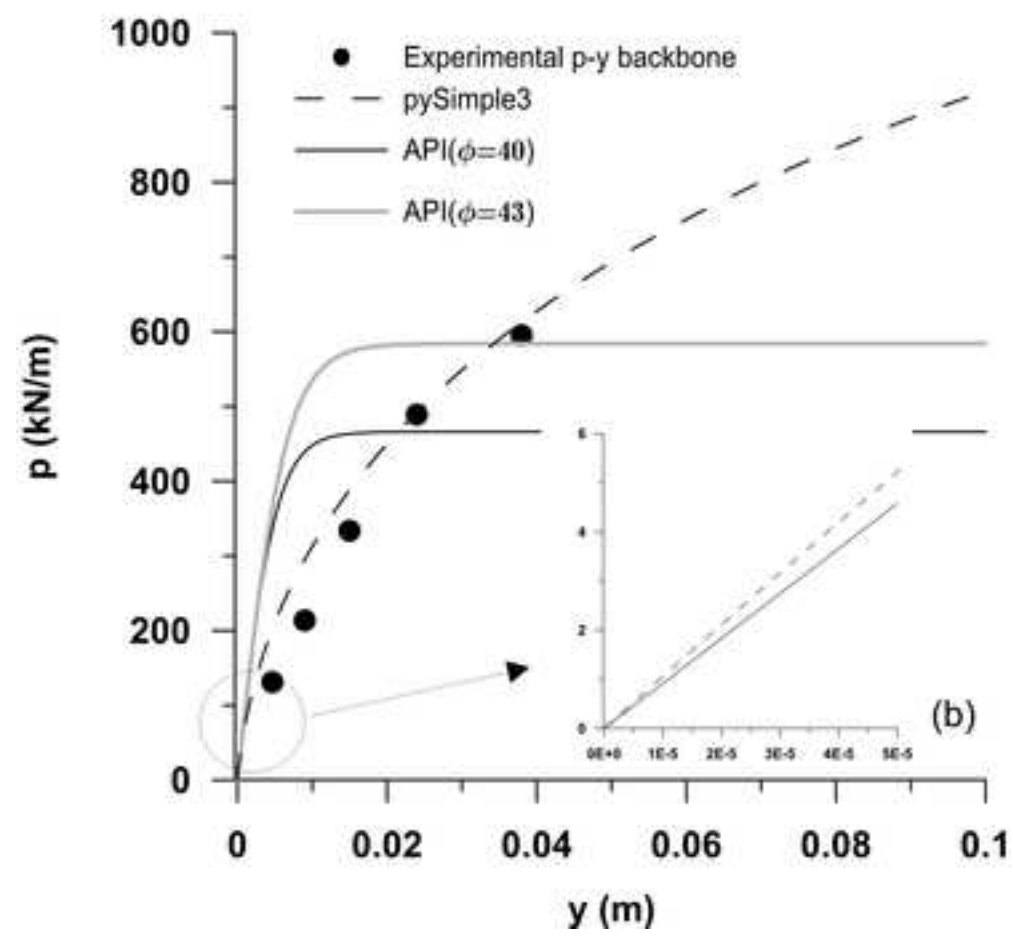 1000
800
600
400
200
0
p (kN/m)
Experimental p-y backbone
pySimple3
API(ϕ=40)
API(ϕ=43)
6
4
2
0
0E+0 1E-5 2E-5 3E-5 4E-5 5E-5
(b)
0 0.02 0.04 0.06 0.08 0.1
y (m)